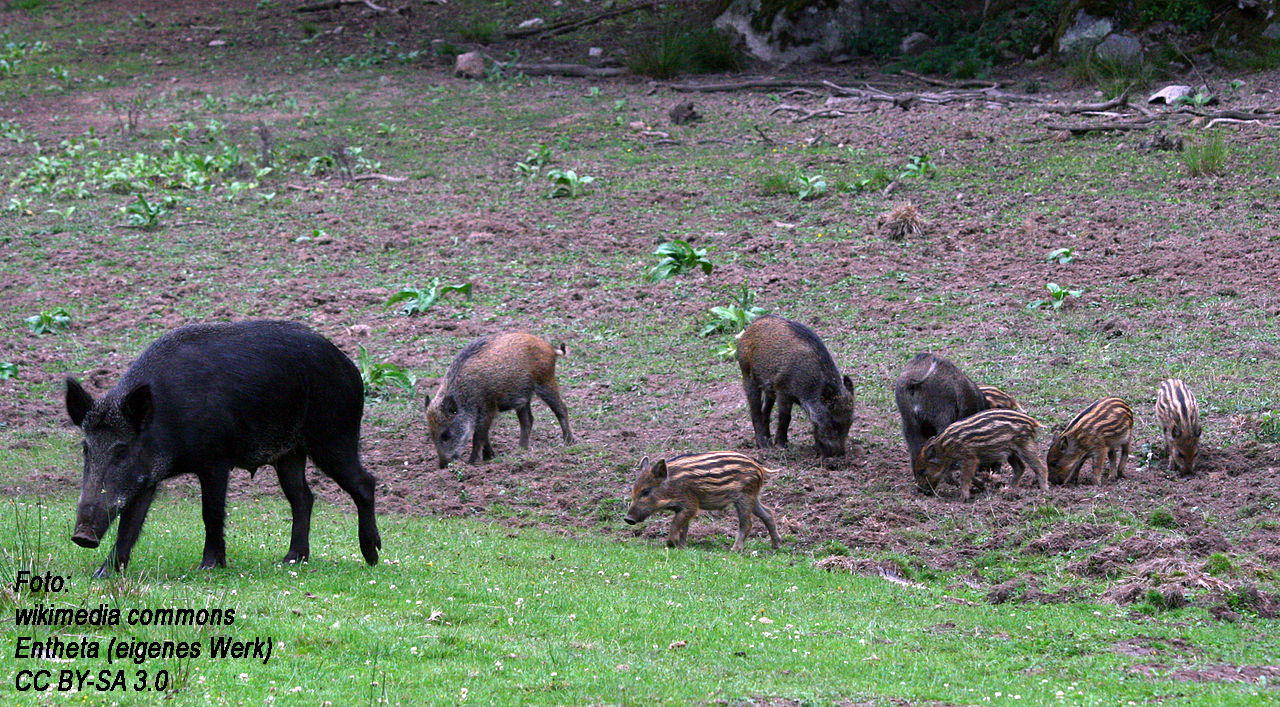 Foto:
wikimedia commons
Entheta (eigenes Werk)
CC BY-SA 3.0